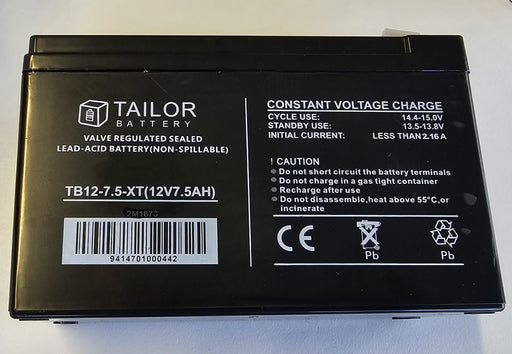 TAILOR
BATTERY
VALVE REGULATED SEALED
LEAD-ACID BATTERY(NON-SPILLABLE)
TB12-7.5-XT(12V7.5AH)
2M1873
9414701000442
CONSTANT VOLTAGE CHARGE
CYCLE USE: 14.4-15.0V
STANDBY USE: 13.5-13.8V
INITIAL CURRENT: LESS THAN 2.16A
! CAUTION
Do not short circuit the battery terminals
Do not charge in a gas tight container
Recharge after use
Do not disassemble,heat above 55°C,or
incinerate
CE
Pb
Pb